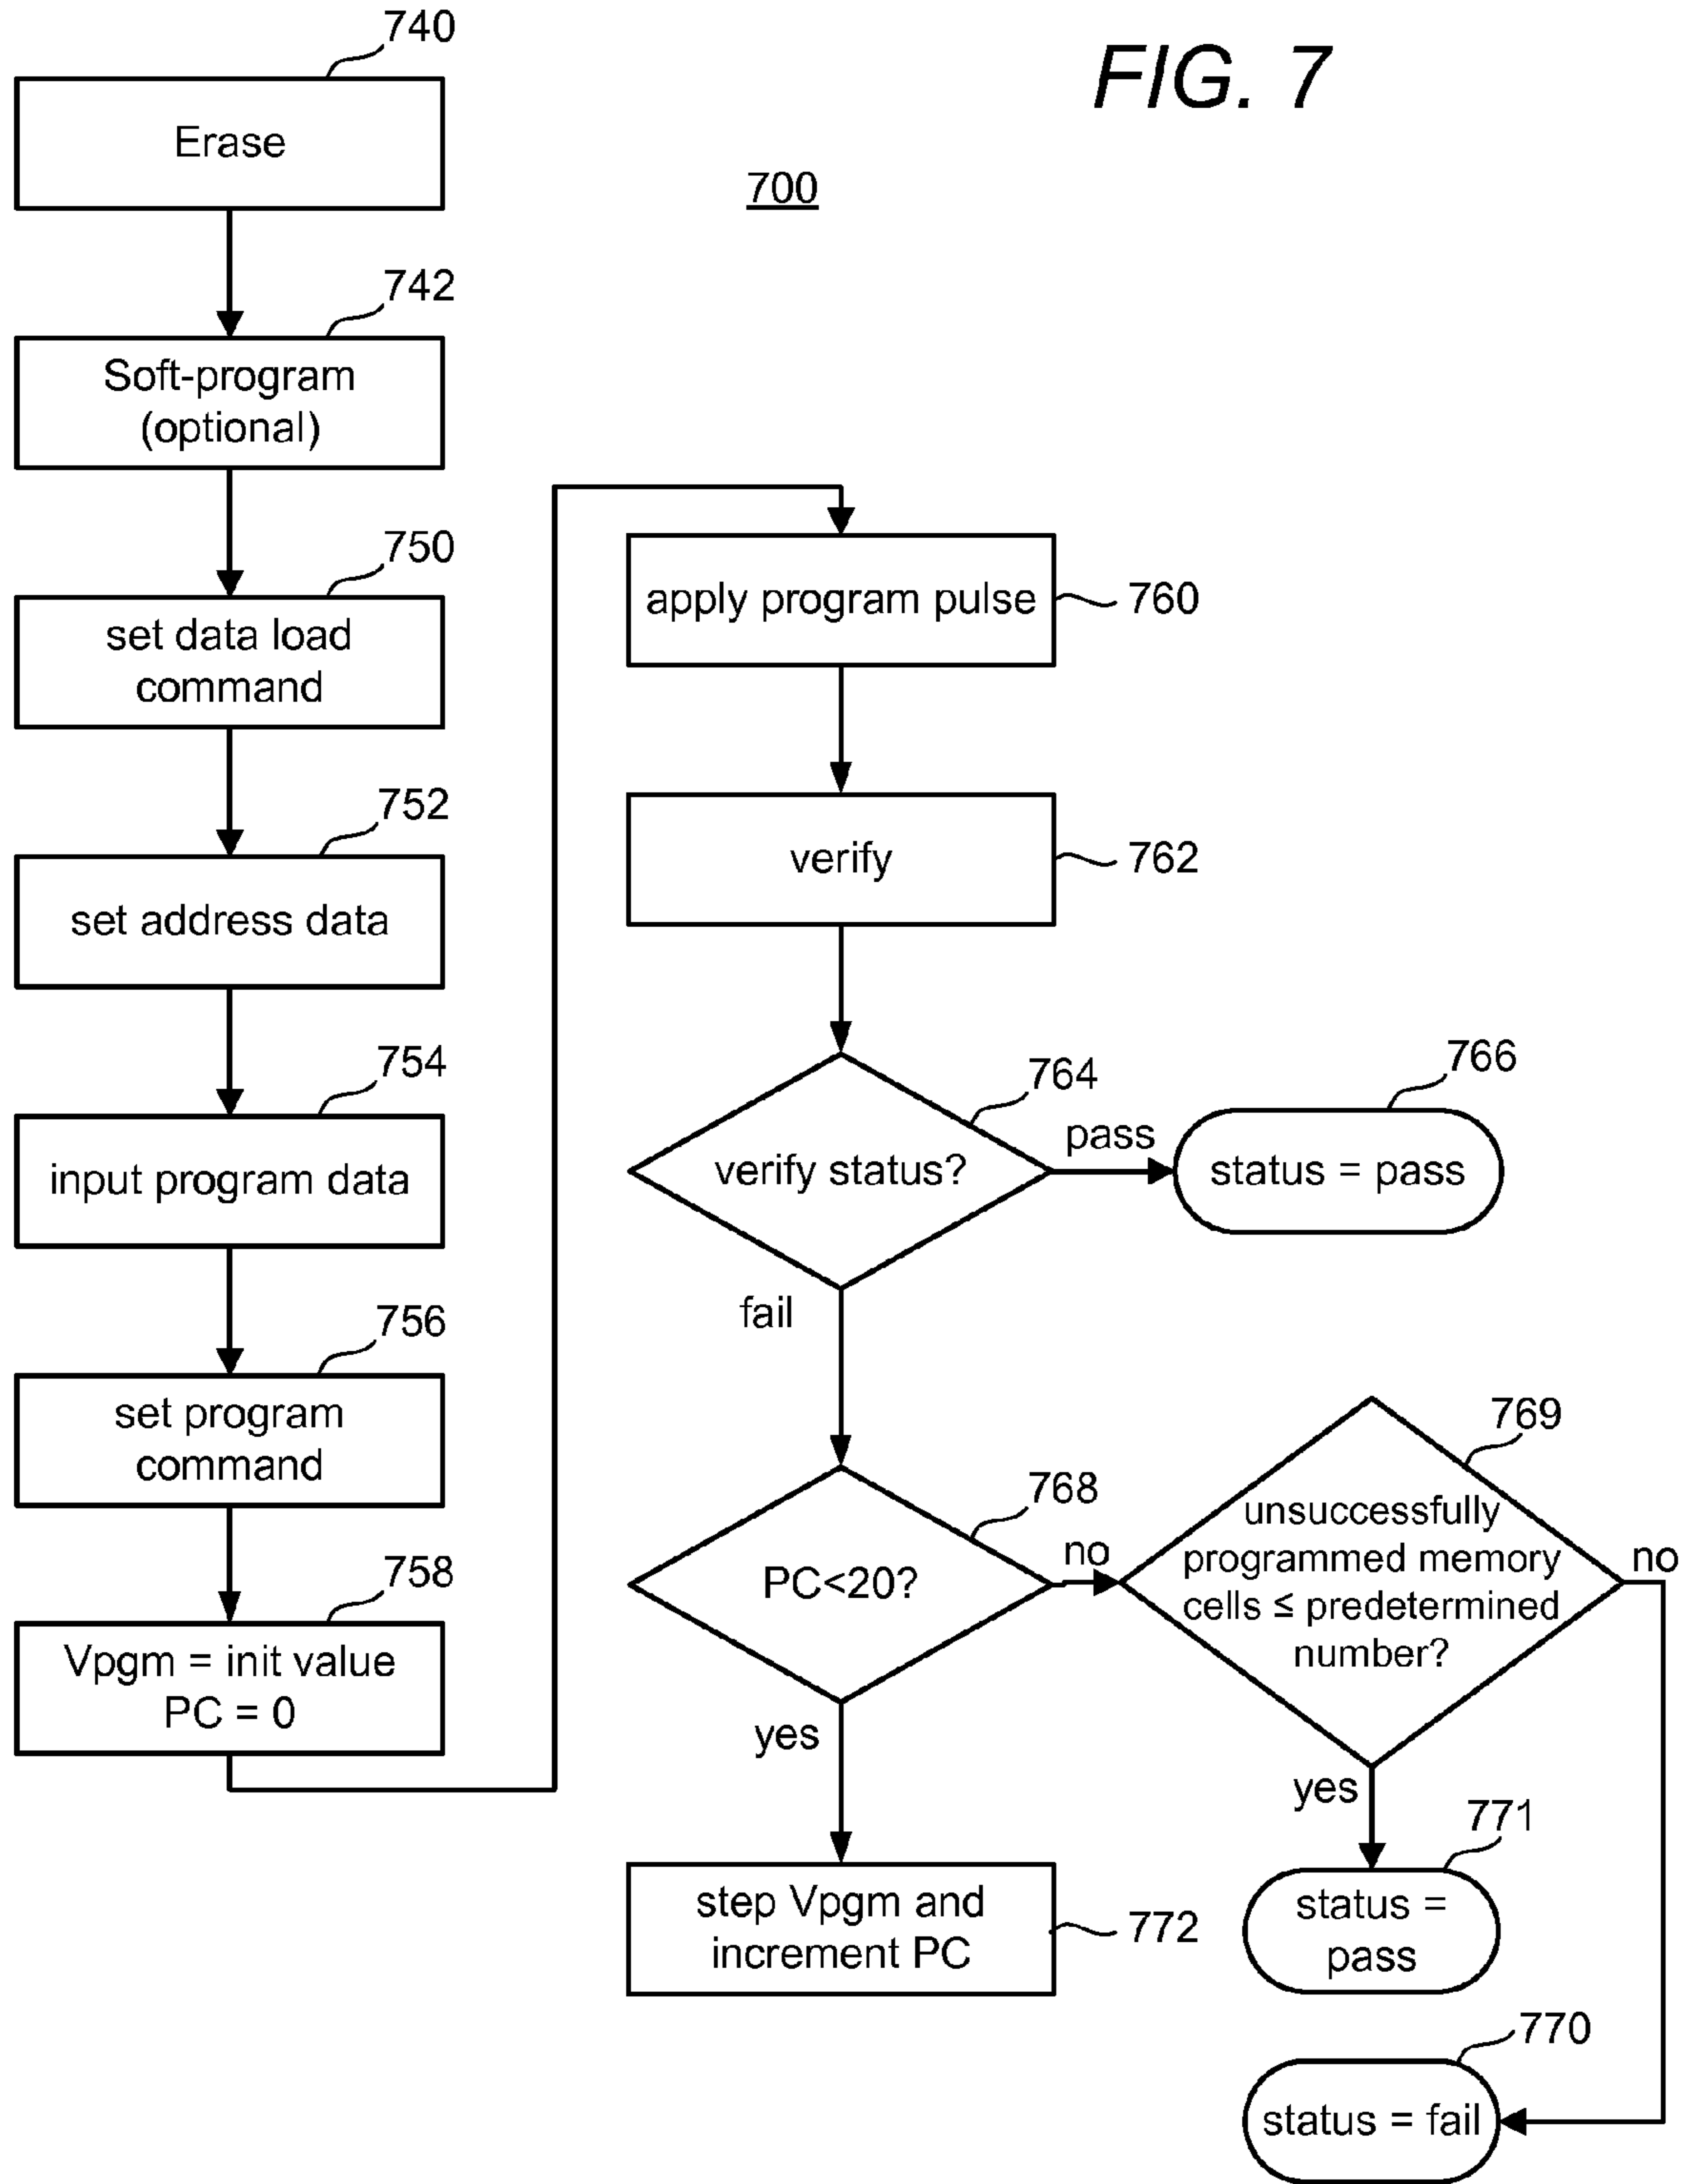 FIG. 7
700
740
Erase
742
Soft-program
(optional)
750
set data load
command
752
set address data
754
input program data
756
set program
command
758
Vpgm = init value
PC = 0
apply program pulse
760
verify
762
764
verify status?
pass
766
status = pass
fail
768
PC<20?
no
769
unsuccessfully
programmed memory
cells ≤ predetermined
number?
no
yes
yes
771
status =
pass
step Vpgm and
increment PC
772
770
status = fail